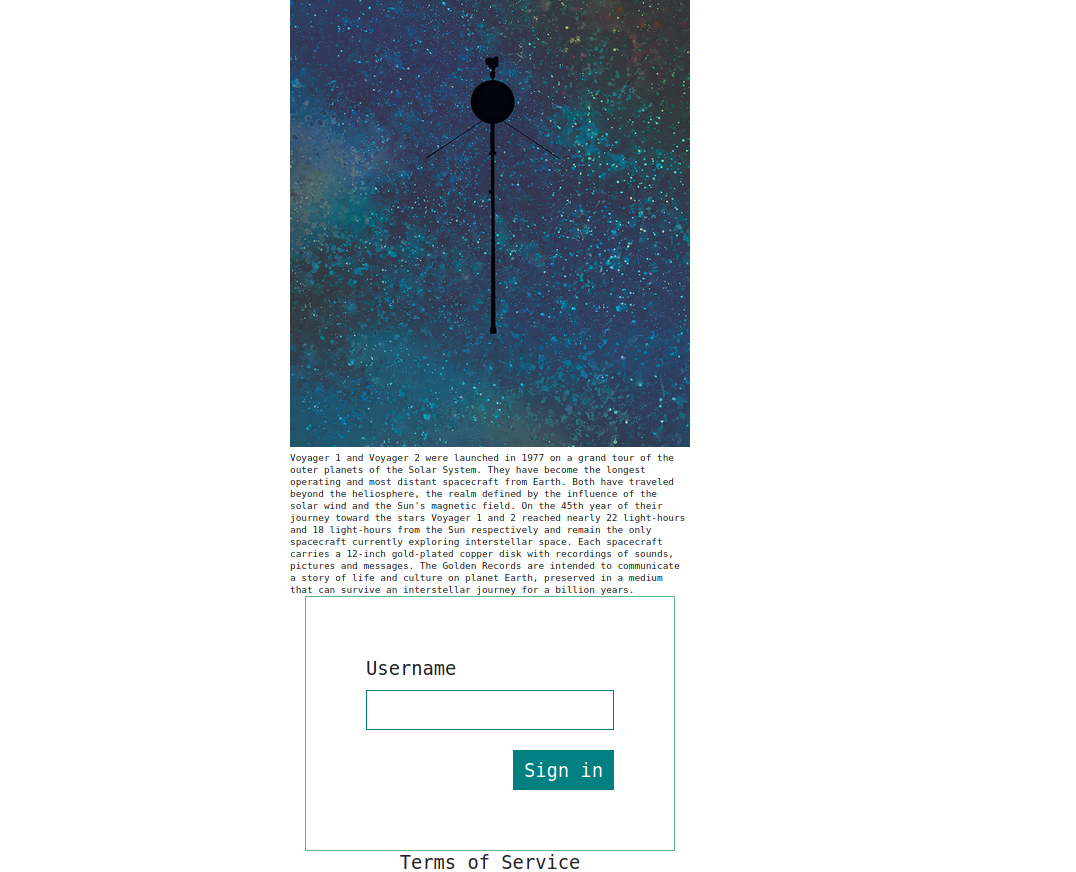 Voyager 1 and Voyager 2 were launched in 1977 on a grand tour of the
outer planets of the Solar System. They have become the longest
operating and most distant spacecraft from Earth. Both have traveled
beyond the heliosphere, the realm defined by the influence of the
solar wind and the Sun's magnetic field. On the 45th year of their
journey toward the stars Voyager 1 and 2 reached nearly 22 light-hours
and 18 light-hours from the Sun respectively and remain the only
spacecraft currently exploring interstellar space. Each spacecraft
carries a 12-inch gold-plated copper disk with recordings of sounds,
pictures and messages. The Golden Records are intended to communicate
a story of life and culture on planet Earth, preserved in a medium
that can survive an interstellar journey for a billion years.
Username
Sign in
Terms of Service